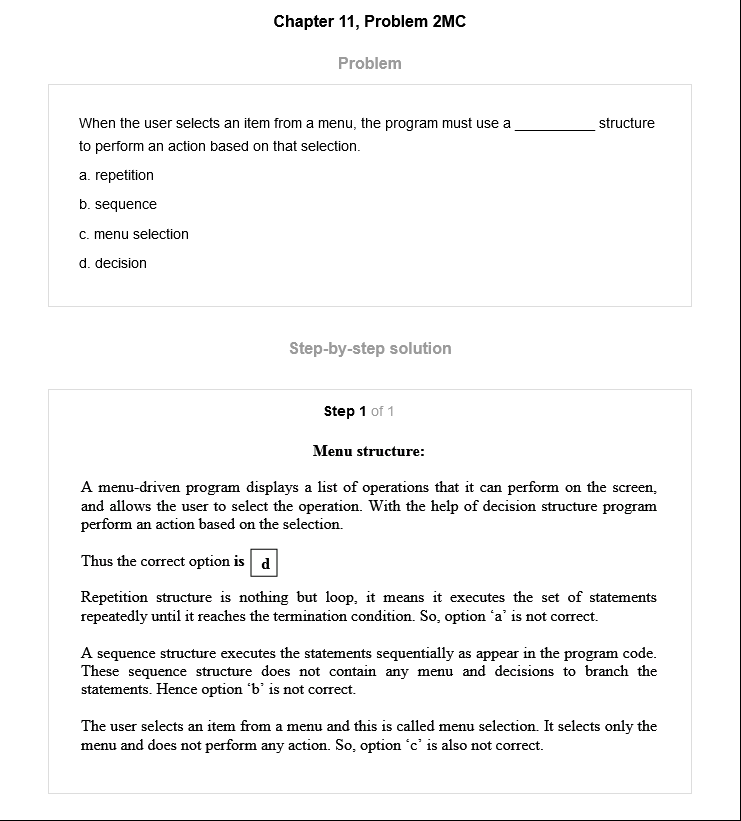 Chapter 11, Problem 2MC
Problem
When the user selects an item from a menu, the program must use a __________ structure
to perform an action based on that selection.
a. repetition
b. sequence
c. menu selection
d. decision
Step-by-step solution
Step 1 of 1
Menu structure:
A menu-driven program displays a list of operations that it can perform on the screen,
and allows the user to select the operation. With the help of decision structure program
perform an action based on the selection.
Thus the correct option is d
Repetition structure is nothing but loop, it means it executes the set of statements
repeatedly until it reaches the termination condition. So, option ‘a’ is not correct.
A sequence structure executes the statements sequentially as appear in the program code.
These sequence structure does not contain any menu and decisions to branch the
statements. Hence option ‘b’ is not correct.
The user selects an item from a menu and this is called menu selection. It selects only the
menu and does not perform any action. So, option ‘c’ is also not correct.